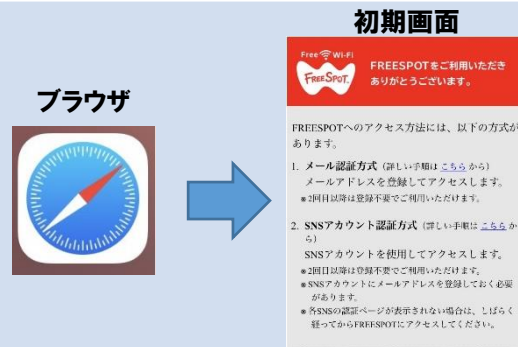 ブラウザ
初期画面
Free Wi-Fi
FREESPOT
FREESPOTをご利用いただき
ありがとうございます。
FREESPOTへのアクセス方法には、以下の方式が
あります。
1. メール認証方式（詳しい手順は こちら から）
メールアドレスを登録してアクセスします。
※2回目以降は登録不要でご利用いただけます。
2. SNSアカウント認証方式（詳しい手順は こちら か
ら）
SNSアカウントを使用してアクセスします。
※2回目以降は登録不要でご利用いただけます。
※SNSアカウントにメールアドレスを登録しておく必要
があります。
※各SNSの認証ページが表示されない場合は、しばらく
経ってからFREESPOTにアクセスしてください。